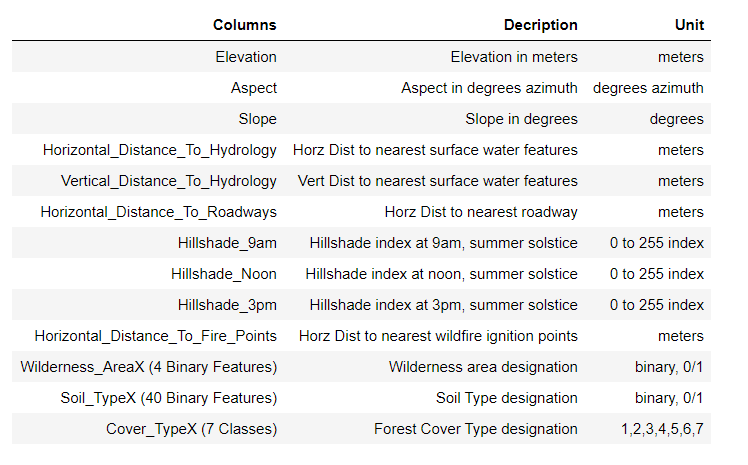 Columns Decription Unit
Elevation Elevation in meters meters
Aspect Aspect in degrees azimuth degrees azimuth
Slope Slope in degrees degrees
Horizontal_Distance_To_Hydrology Horz Dist to nearest surface water features meters
Vertical_Distance_To_Hydrology Vert Dist to nearest surface water features meters
Horizontal_Distance_To_Roadways Horz Dist to nearest roadway meters
Hillshade_9am Hillshade index at 9am, summer solstice 0 to 255 index
Hillshade_Noon Hillshade index at noon, summer solstice 0 to 255 index
Hillshade_3pm Hillshade index at 3pm, summer solstice 0 to 255 index
Horizontal_Distance_To_Fire_Points Horz Dist to nearest wildfire ignition points meters
Wilderness_AreaX (4 Binary Features) Wilderness area designation binary, 0/1
Soil_TypeX (40 Binary Features) Soil Type designation binary, 0/1
Cover_TypeX (7 Classes) Forest Cover Type designation 1,2,3,4,5,6,7